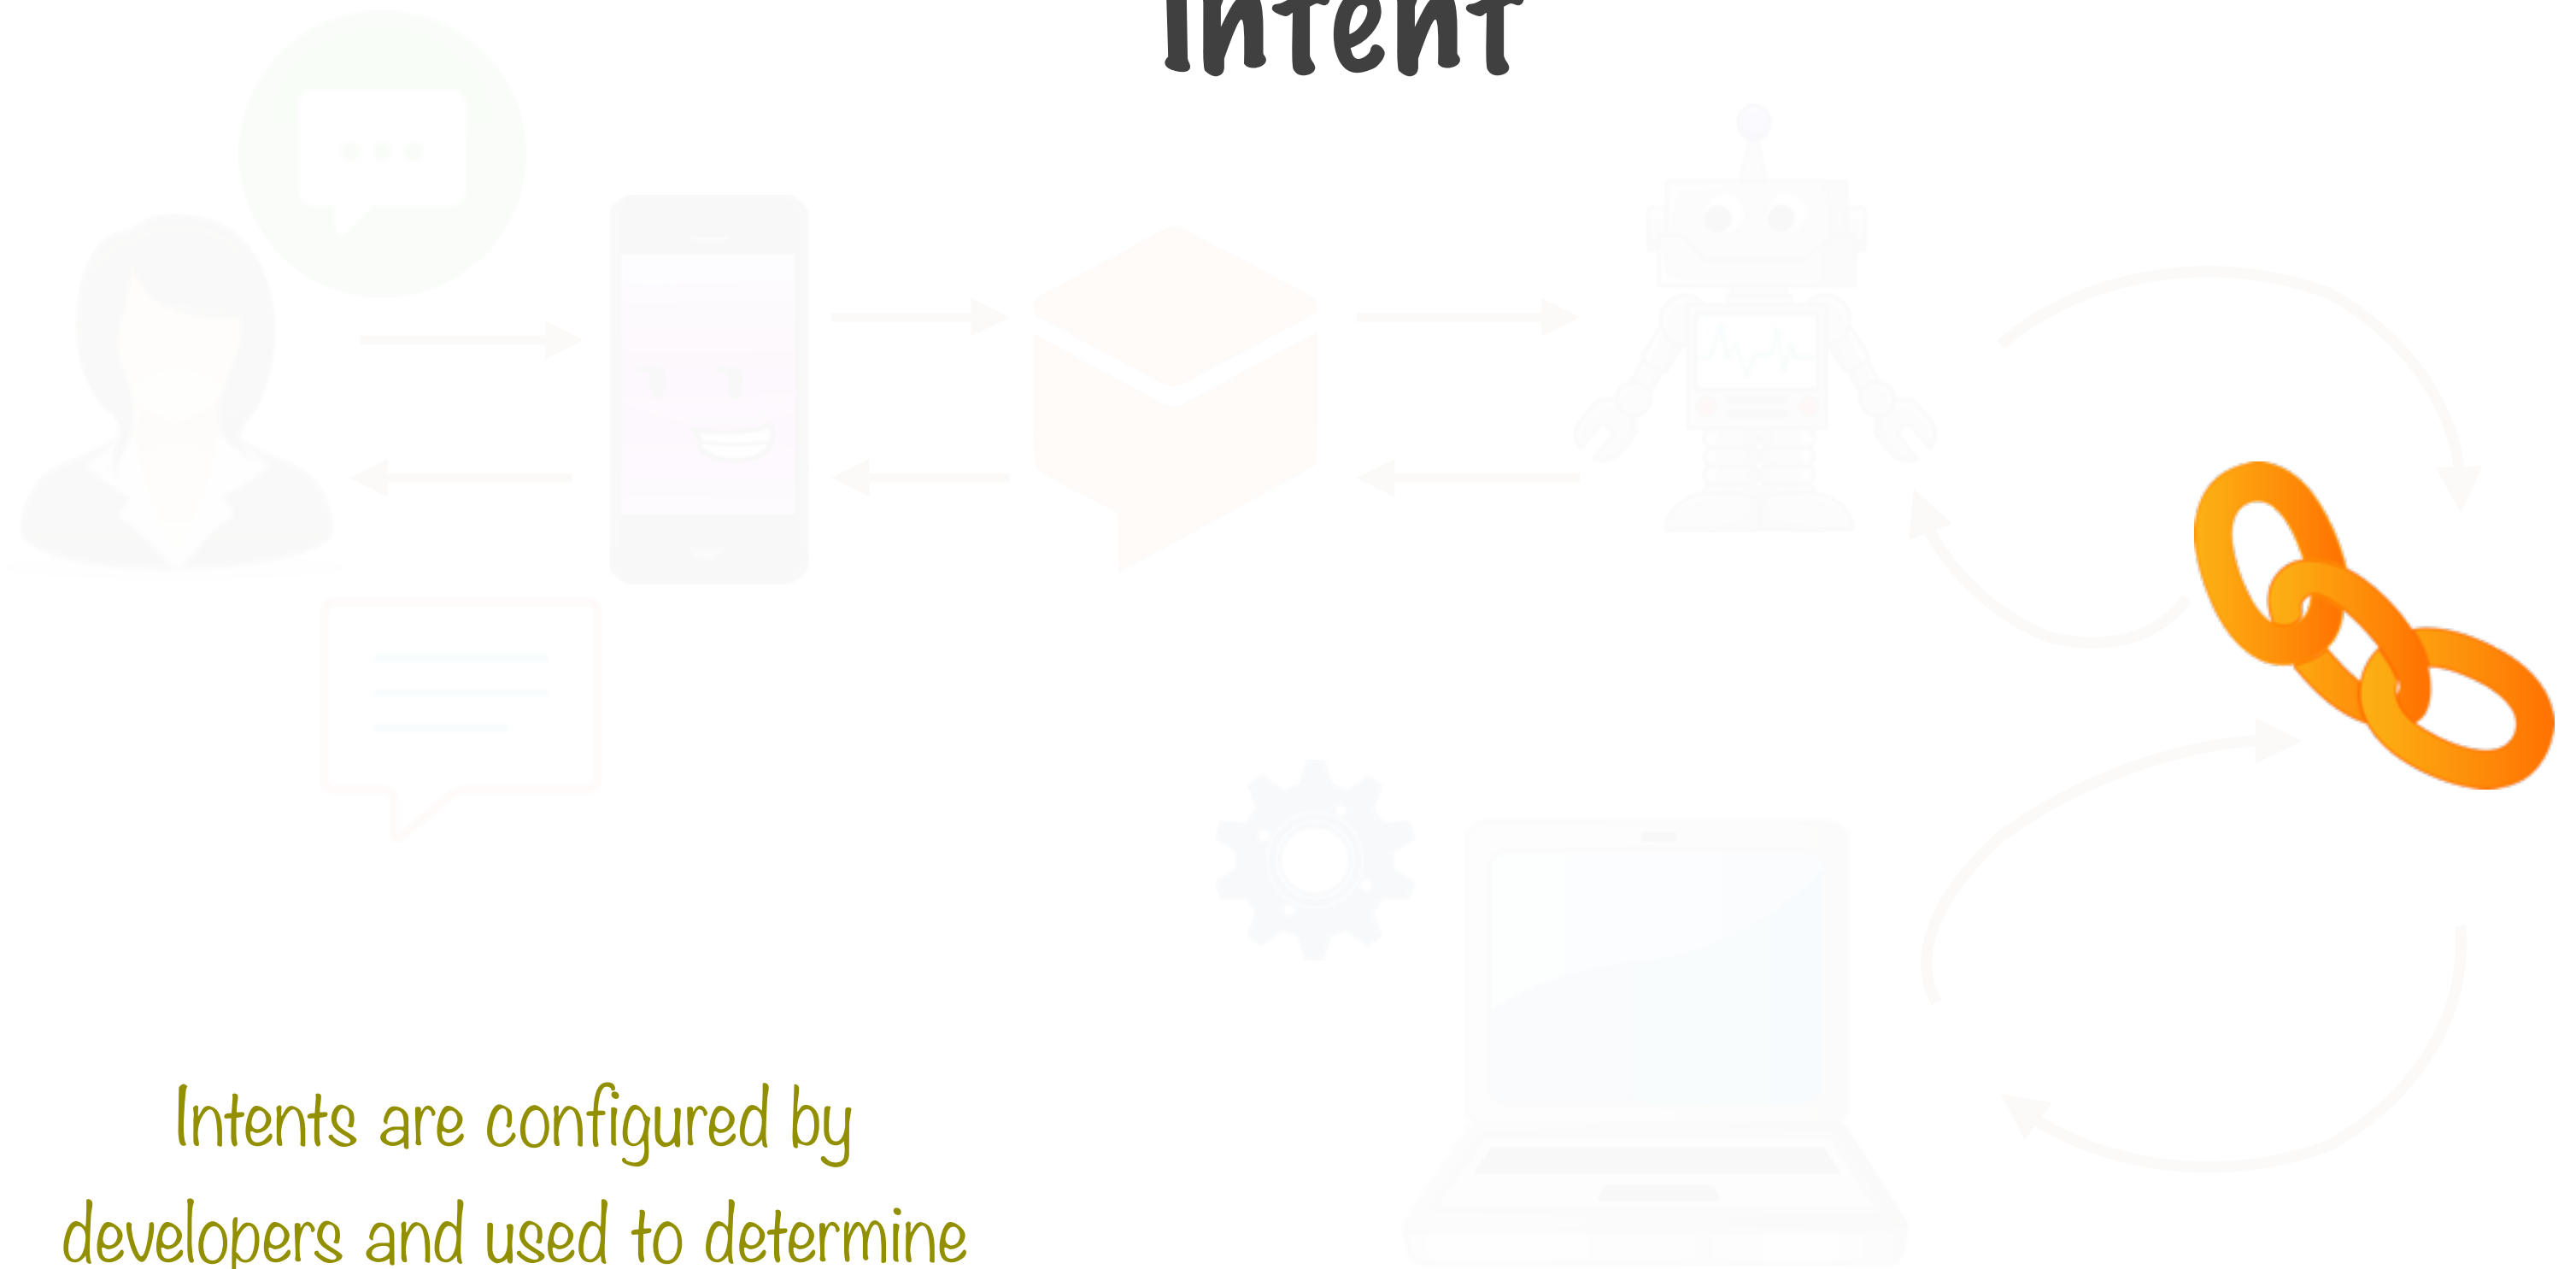 Intent
Intents are configured by
developers and used to determine